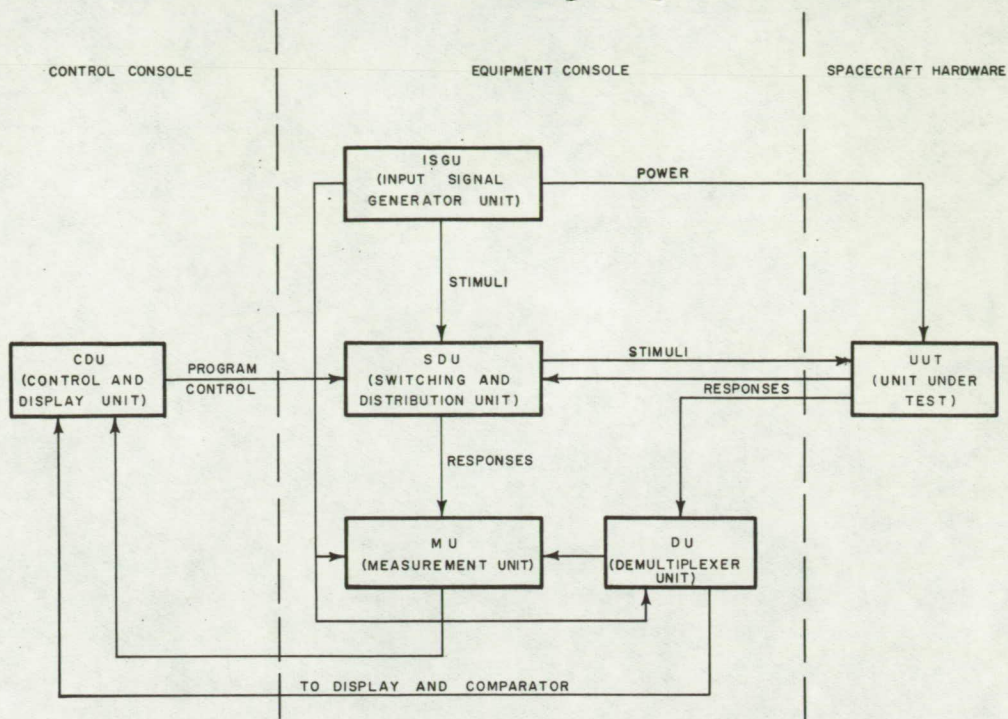 CONTROL CONSOLE
EQUIPMENT CONSOLE
SPACECRAFT HARDWARE
ISGU
(INPUT SIGNAL
GENERATOR UNIT)
POWER
STIMULI
CDU
(CONTROL AND
DISPLAY UNIT)
PROGRAM
CONTROL
SDU
(SWITCHING AND
DISTRIBUTION UNIT)
STIMULI
RESPONSES
UUT
(UNIT UNDER
TEST)
RESPONSES
MU
(MEASUREMENT UNIT)
DU
(DEMULTIPLEXER
UNIT)
TO DISPLAY AND COMPARATOR